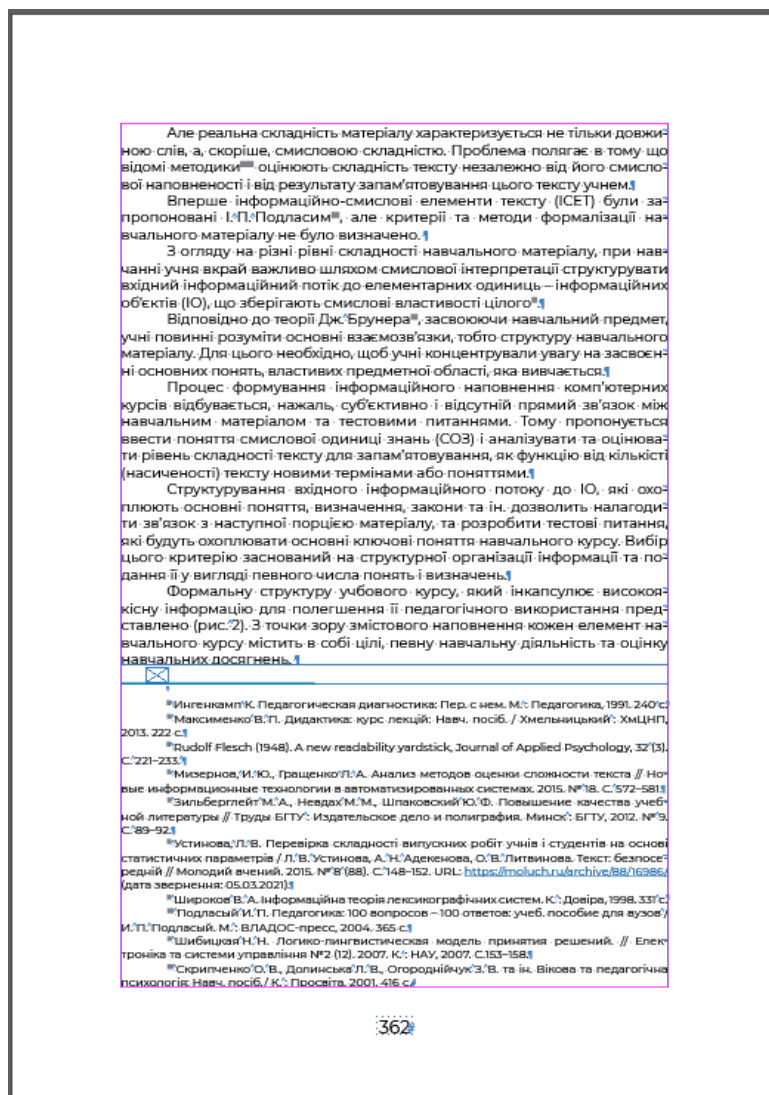 Але реальна складність матеріалу характеризується не тільки довжи-
ною слів, а, скоріше, смисловою складністю. Проблема полягає в тому що
відомі методики оцінюють складність тексту незалежно від його смисло-
вої наповненості і від результату запам’ятовування цього тексту учнем.
Вперше інформаційно-смислові елементи тексту (ІСЕТ) були за-
пропоновані І. П. Подласим, але критерії та методи формалізації на-
вчального матеріалу не було визначено.
З огляду на різні рівні складності навчального матеріалу, при нав-
чанні учня вкрай важливо шляхом смислової інтерпретації структурувати
вхідний інформаційний потік до елементарних одиниць – інформаційних
об’єктів (ІО), що зберігають смислові властивості цілого.
Відповідно до теорії Дж. Брунера, засвоюючи навчальний предмет,
учні повинні розуміти основні взаємозв’язки, тобто структуру навчального
матеріалу. Для цього необхідно, щоб учні концентрували увагу на засвоєн-
ні основних понять, властивих предметної області, яка вивчається.
Процес формування інформаційного наповнення комп’ютерних
курсів відбувається, нажаль, суб’єктивно і відсутній прямий зв’язок між
навчальним матеріалом та тестовими питаннями. Тому пропонується
ввести поняття смислової одиниці знань (СОЗ) і аналізувати та оцінюва-
ти рівень складності тексту для запам’ятовування, як функцію від кількісті
(насиченості) тексту новими термінами або поняттями.
Структурування вхідного інформаційного потоку до ІО, які охо-
плюють основні поняття, визначення, закони та ін. дозволить налагоди-
ти зв’язок з наступної порцією матеріалу, та розробити тестові питання,
які будуть охоплювати основні ключові поняття навчального курсу. Вибір
цього критерію заснований на структурної організації інформації та по-
дання її у вигляді певного числа понять і визначень.
Формальну структуру учбового курсу, який інкапсулює високоя-
кісну інформацію для полегшення її педагогічного використання пред-
ставлено (рис. 2). З точки зору змістового наповнення кожен елемент на-
вчального курсу містить в собі цілі, певну навчальну діяльність та оцінку
навчальних досягнень.
Ингенкамп К. Педагогическая диагностика: Пер. с нем. М.: Педагогика, 1991. 240 с.
Максименко В. П. Дидактика: курс лекцій: Навч. посіб. / Хмельницький: ХмЦНП,
2013. 222 с.
Rudolf Flesch (1948). A new readability yardstick, Journal of Applied Psychology, 32 (3).
С. 221–233.
Мизернов, И. Ю., Гращенко Л. А. Анализ методов оценки сложности текста // Но-
вые информационные технологии в автоматизированных системах. 2015. № 18. С. 572–581.
Зильберглейт М. А., Невдах М. М., Шпаковский Ю. Ф. Повышение качества учеб-
ной литературы // Труды БГТУ: Издательское дело и полиграфия. Минск: БГТУ, 2012. № 9.
С. 89–92.
Устинова, Л. В. Перевірка складності випускних робіт учнів і студентів на основі
статистичних параметрів / Л. В. Устинова, А. Н. Адекенова, О. В. Литвинова. Текст: безпосе-
редній // Молодий вчений. 2015. № 8 (88). С. 148–152. URL: https://moluch.ru/archive/88/16986/
(дата звернення: 05.03.2021).
Широков В. А. Інформаційна теорія лексикографічних систем. К.: Довіра, 1998. 331 с.
Подласый И. П. Педагогика: 100 вопросов – 100 ответов: учеб. пособие для вузов /
И. П. Подласый. М.: ВЛАДОС-пресс, 2004. 365 с.
Шибицкая Н. Н. Логико-лингвистическая модель принятия решений. // Елек-
троніка та системи управління №2 (12). 2007. К.: НАУ, 2007. С.153–158.
Скрипченко О. В., Долинська Л. В., Огороднійчук З. В. та ін. Вікова та педагогічна
психологія: Навч. посіб. / К.: Просвіта. 2001. 416 с.
362